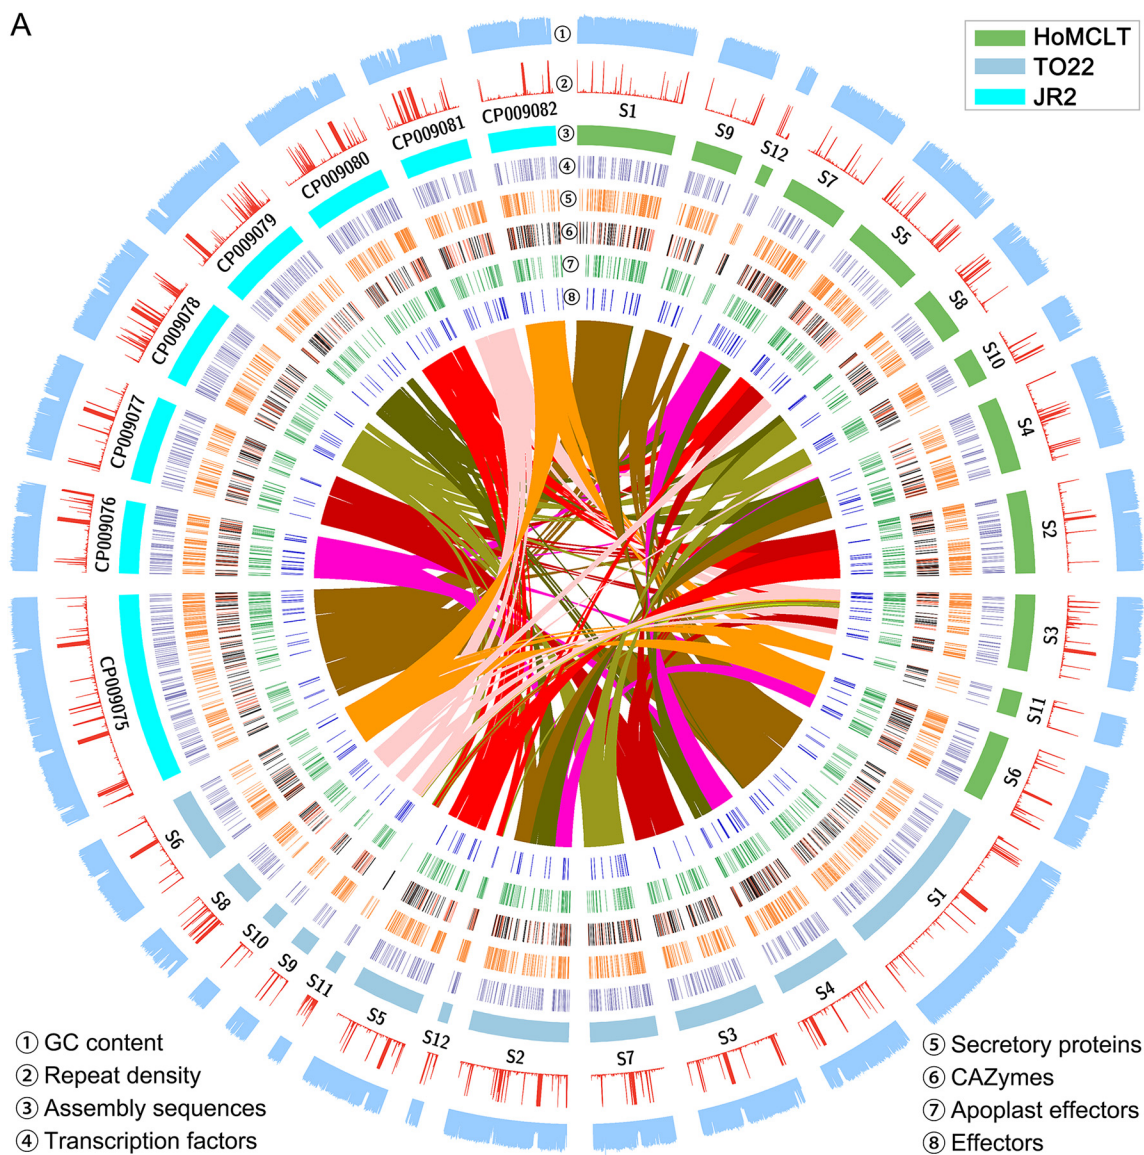 A
HoMCLT
TO22
JR2
①
②
③
④
⑤
⑥
⑦
⑧
S1
S9
S12
S7
S5
S8
S10
S4
S2
S3
S11
S6
S1
S4
S3
S7
S2
S12
S5
S11
S9
S10
S8
S6
CP009075
CP009076
CP009077
CP009078
CP009079
CP009080
CP009081
CP009082
① GC content
② Repeat density
③ Assembly sequences
④ Transcription factors
⑤ Secretory proteins
⑥ CAZymes
⑦ Apoplast effectors
⑧ Effectors